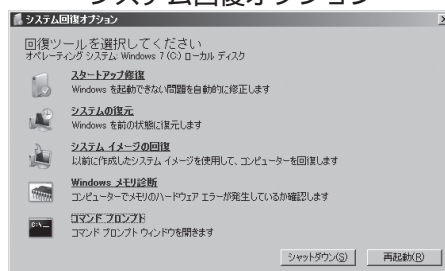 システム回復オプション
システム回復オプション
回復ツールを選択してください
オペレーティング システム: Windows 7 (C:) ローカル ディスク
スタートアップ修復
Windows を起動できない問題を自動的に修正します
システムの復元
Windows を前の状態に復元します
システム イメージの回復
以前に作成したシステム イメージを使用して、コンピューターを回復します
Windows メモリ診断
コンピューターでメモリのハードウェア エラーが発生しているか確認します
コマンド プロンプト
コマンド プロンプト ウィンドウを開きます
シャットダウン(S) 再起動(R)